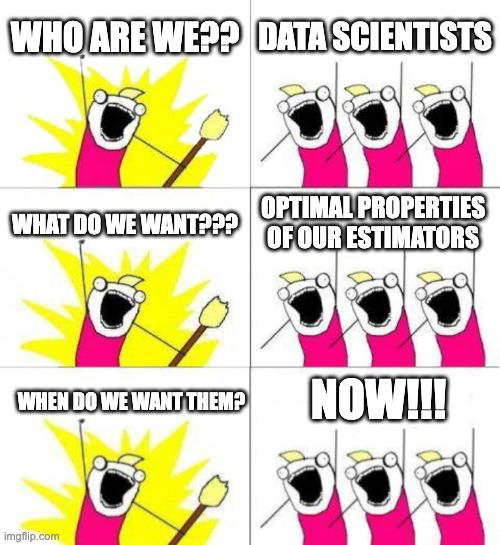 WHO ARE WE??
DATA SCIENTISTS
WHAT DO WE WANT???
OPTIMAL PROPERTIES
OF OUR ESTIMATORS
WHEN DO WE WANT THEM?
NOW!!!
imgflip.com